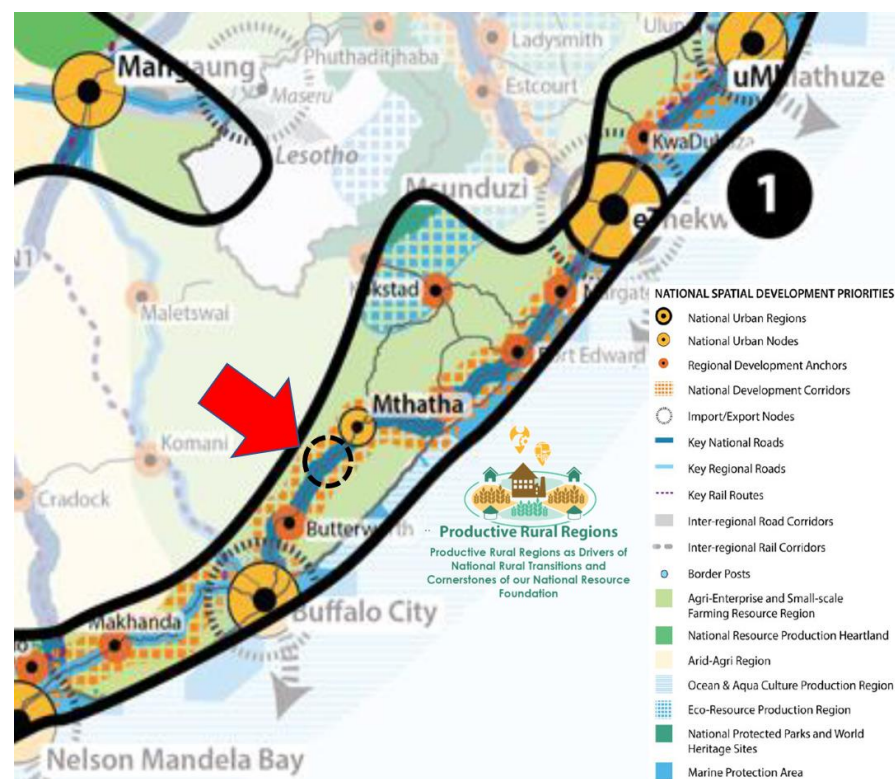 Mangaung
Phuthaditjhaba
Ladysmith
Maseru
Estcourt
Lesotho
uMhlathuze
KwaDukuza
Msunduzi
1
N1
Maletswai
Kokstad
Margate
Port Edward
Mthatha
Komani
Cradock
Butterworth
Buffalo City
Makhanda
Nelson Mandela Bay
Productive Rural Regions
Productive Rural Regions as Drivers of
National Rural Transitions and
Cornerstones of our National Resource
Foundation
NATIONAL SPATIAL DEVELOPMENT PRIORITIES
National Urban Regions
National Urban Nodes
Regional Development Anchors
National Development Corridors
Import/Export Nodes
Key National Roads
Key Regional Roads
Key Rail Routes
Inter-regional Road Corridors
Inter-regional Rail Corridors
Border Posts
Agri-Enterprise and Small-scale
Farming Resource Region
National Resource Production Heartland
Arid-Agri Region
Ocean & Aqua Culture Production Region
Eco-Resource Production Region
National Protected Parks and World
Heritage Sites
Marine Protection Area